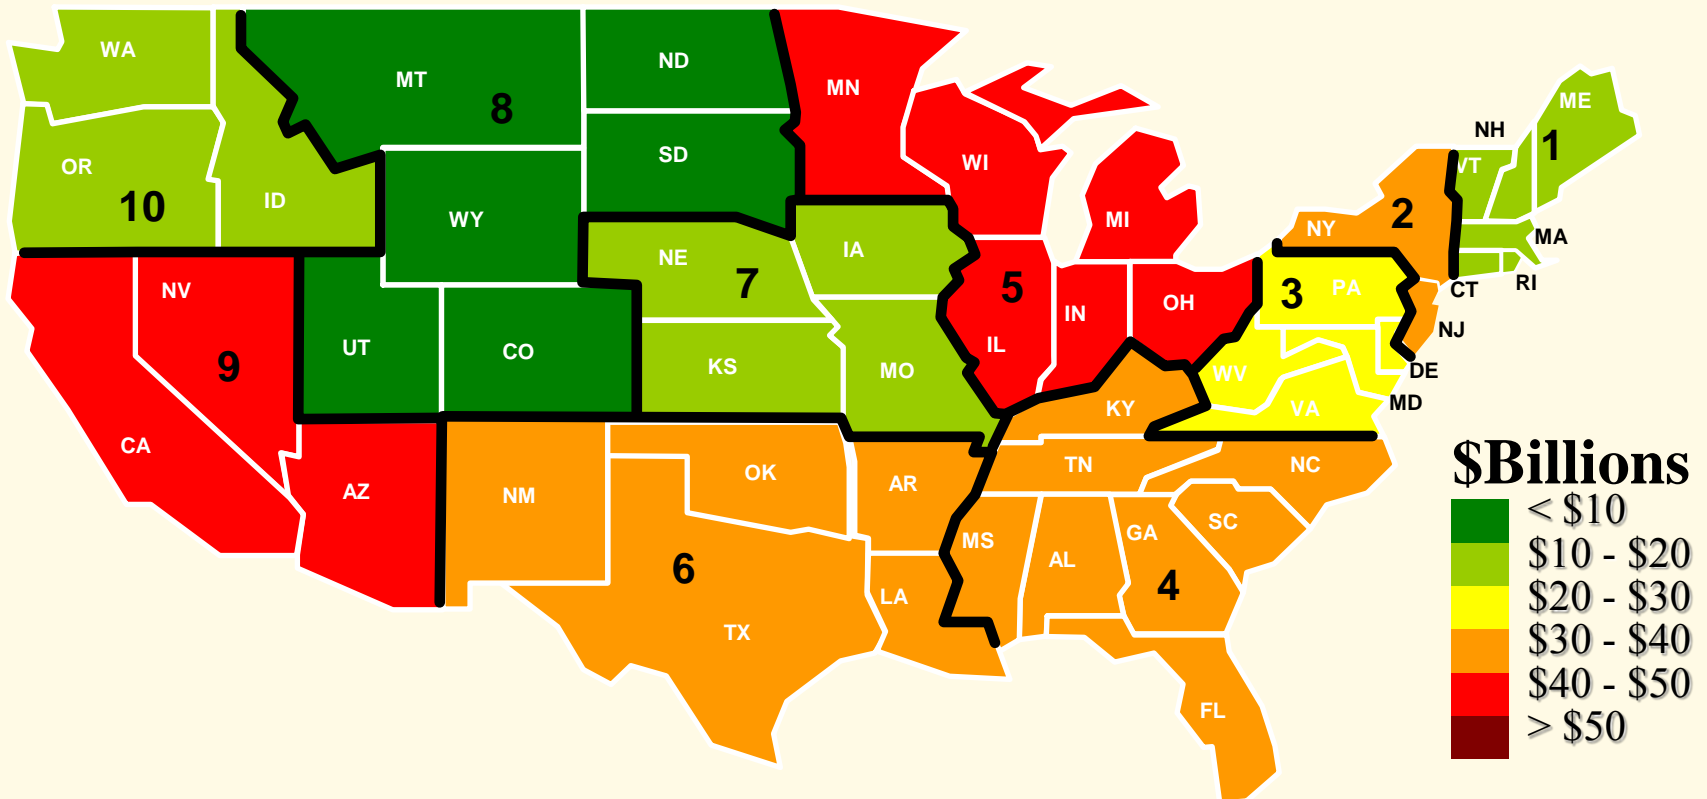 WA
MT
8
ND
MN
ME
NH
1
VT
OR
10
ID
WY
SD
WI
MI
NY
2
MA
RI
CT
NE
7
IA
5
3
PA
NJ
NV
9
UT
CO
KS
MO
IL
IN
OH
WV
DE
MD
VA
CA
AZ
NM
OK
AR
KY
TN
NC
SC
6
TX
LA
MS
AL
GA
4
FL
$Billions
< $10
$10 - $20
$20 - $30
$30 - $40
$40 - $50
> $50